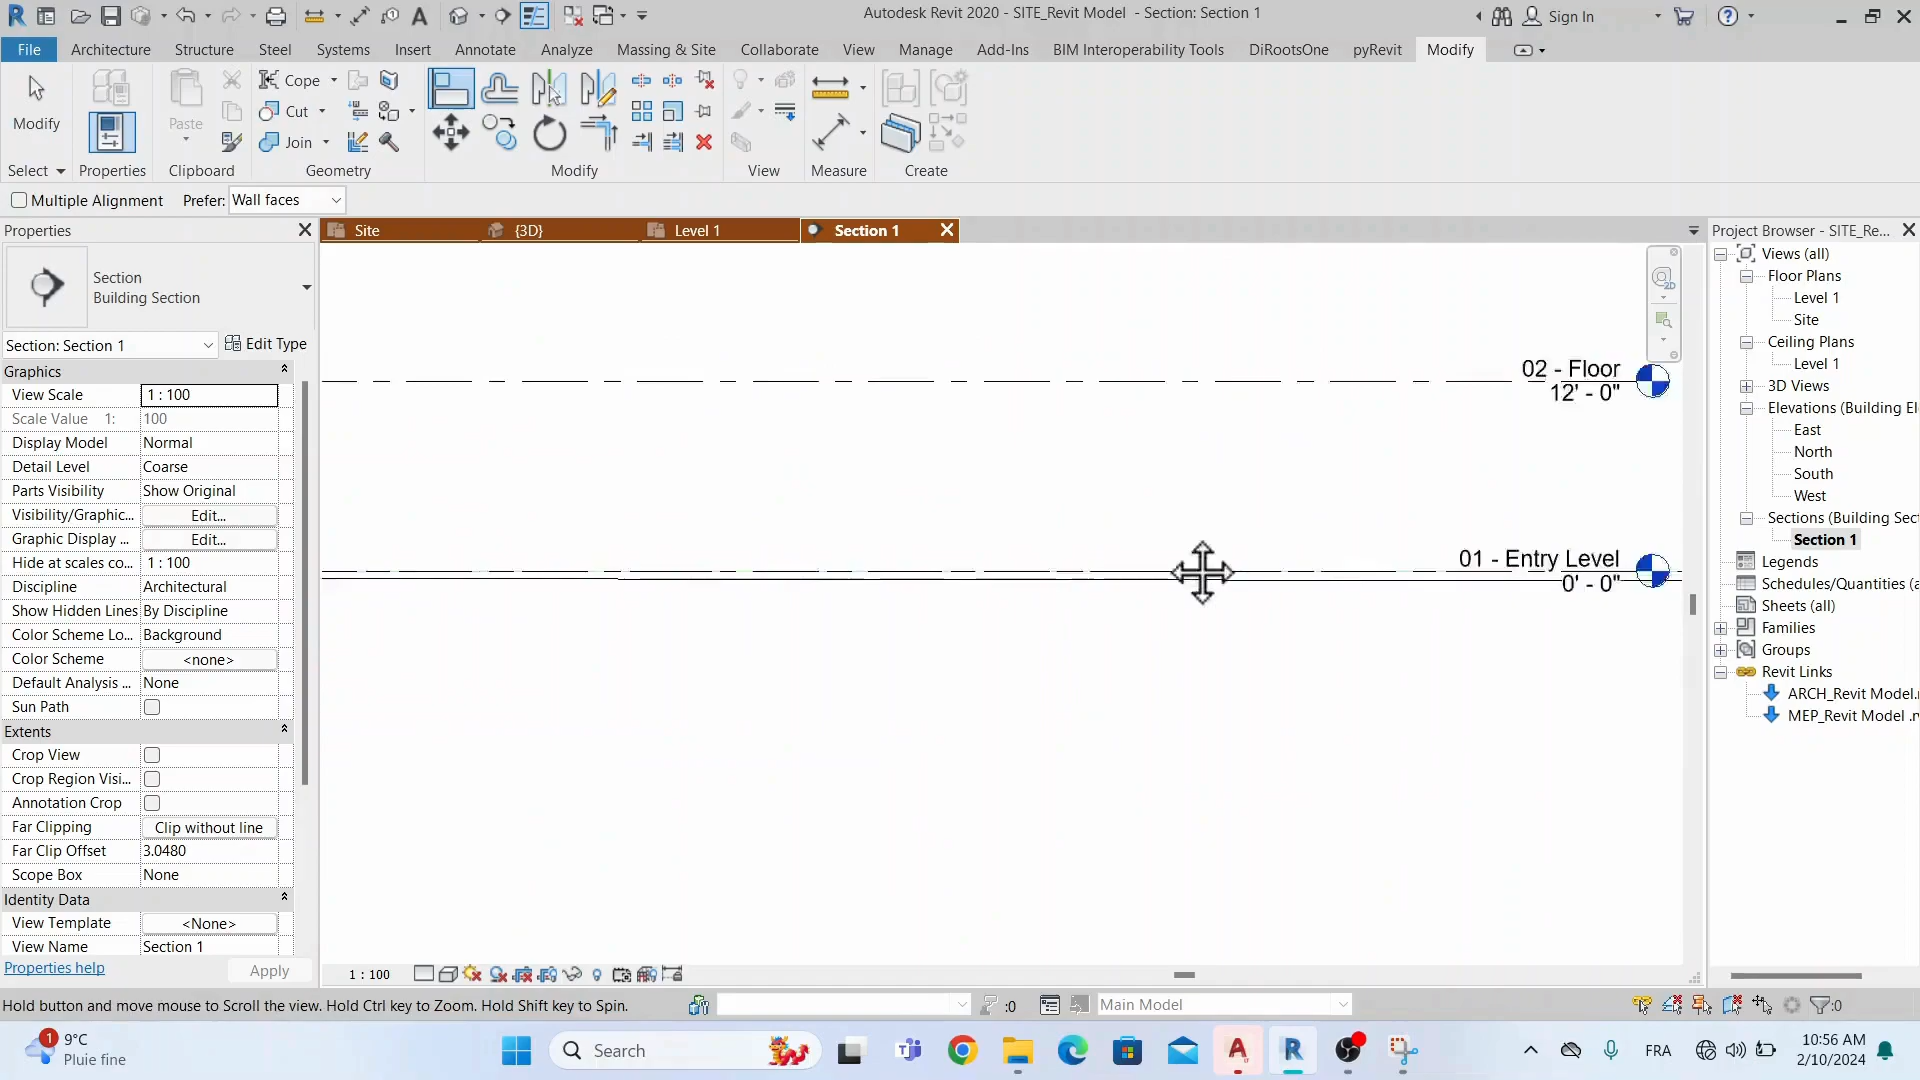 Autodesk Revit 2020 - SITE_Revit Model - Section: Section 1
Sign In
File Architecture Structure Steel Systems Insert Annotate Analyze Massing & Site Collaborate View Manage Add-Ins BIM Interoperability Tools DiRootsOne pyRevit Modify
Modify Paste Cope Cut Join
Select Properties Clipboard Geometry Modify View Measure Create
Multiple Alignment Prefer: Wall faces
Properties
Site {3D} Level 1 Section 1
Project Browser - SITE_Re...
Section
Building Section
Section: Section 1 Edit Type
Graphics
View Scale 1 : 100
Scale Value 1: 100
Display Model Normal
Detail Level Coarse
Parts Visibility Show Original
Visibility/Graphic... Edit...
Graphic Display ... Edit...
Hide at scales co... 1 : 100
Discipline Architectural
Show Hidden Lines By Discipline
Color Scheme Lo... Background
Color Scheme <none>
Default Analysis ... None
Sun Path
Extents
Crop View
Crop Region Visi...
Annotation Crop
Far Clipping Clip without line
Far Clip Offset 3.0480
Scope Box None
Identity Data
View Template <None>
View Name Section 1
Properties help Apply
2D
02 - Floor
12' - 0"
01 - Entry Level
0' - 0"
Views (all)
Floor Plans
Level 1
Site
Ceiling Plans
Level 1
3D Views
Elevations (Building El
East
North
South
West
Sections (Building Sect
Section 1
Legends
Schedules/Quantities (a
Sheets (all)
Families
Groups
Revit Links
ARCH_Revit Model.
MEP_Revit Model .rv
1 : 100
Hold button and move mouse to Scroll the view. Hold Ctrl key to Zoom. Hold Shift key to Spin. :0 Main Model :0
1 9°C
Pluie fine
Search
FRA
10:56 AM
2/10/2024